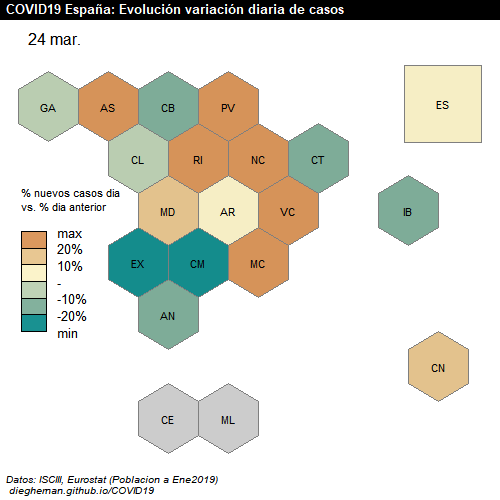 COVID19 España: Evolución variación diaria de casos
24 mar.
GA AS CB PV ES
CL RI NC CT
% nuevos casos dia
vs. % dia anterior
MD AR VC IB
max
20%
10%
-
-10%
-20%
min
EX CM MC
AN
CN
CE ML
Datos: ISCIII, Eurostat (Poblacion a Ene2019)
diegheman.github.io/COVID19